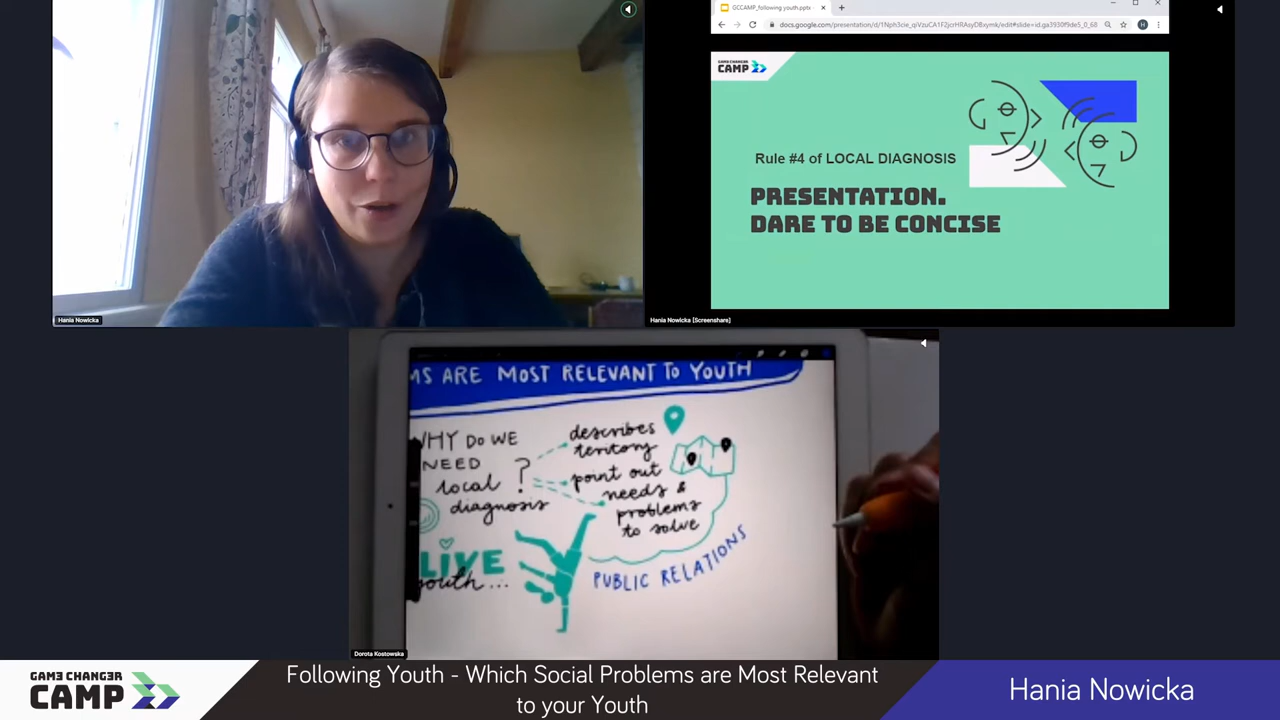 GCCAMP_following youth.pptx
Hania Nowicka
GAME CHANGER
CAMP
Rule #4 of LOCAL DIAGNOSIS
PRESENTATION.
DARE TO BE CONCISE
Hania Nowicka [Screenshare]
MS ARE MOST RELEVANT TO YOUTH
WHY DO WE
NEED
local
diagnosis
?
describes
teritory
point out
needs &
problems
to solve
LIVE
youth...
PUBLIC RELATIONS
Dorota Kostowska
GAME CHANGER
CAMP
Following Youth - Which Social Problems are Most Relevant
to your Youth
Hania Nowicka